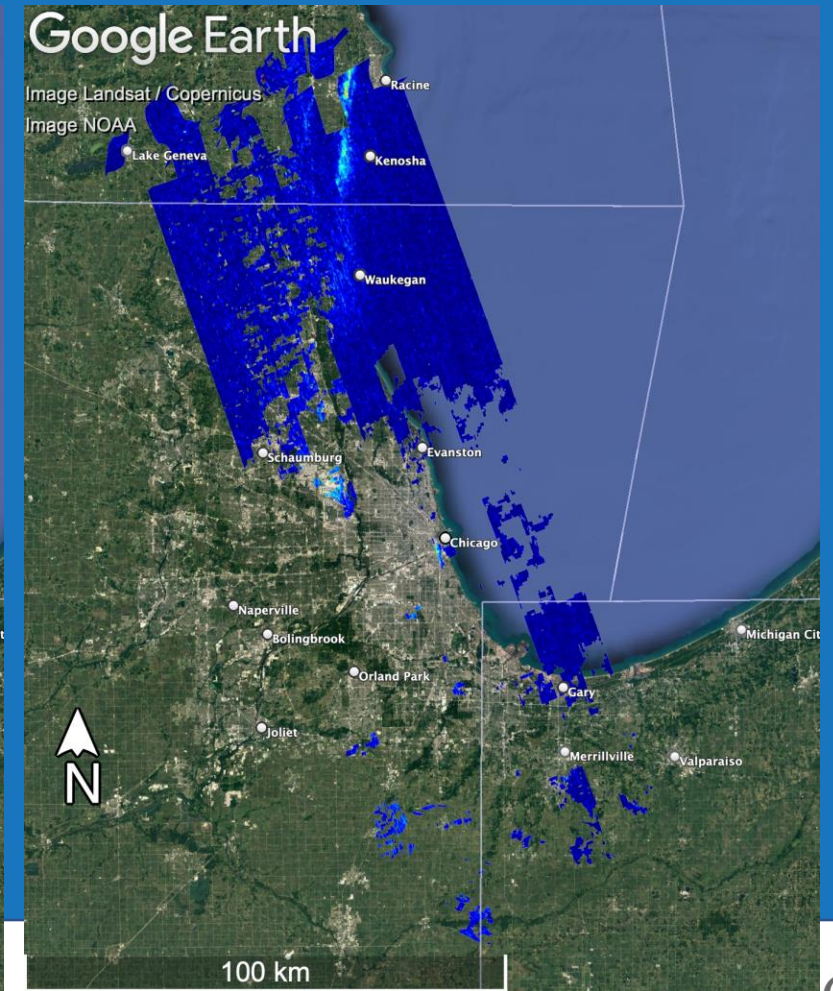 Google Earth
Image Landsat / Copernicus
Image NOAA
Racine
Lake Geneva
Kenosha
Waukegan
Schaumburg
Evanston
Chicago
Naperville
Bolingbrook
Michigan Cit
Orland Park
Gary
Joliet
Merrillville
Valparaiso
N
100 km